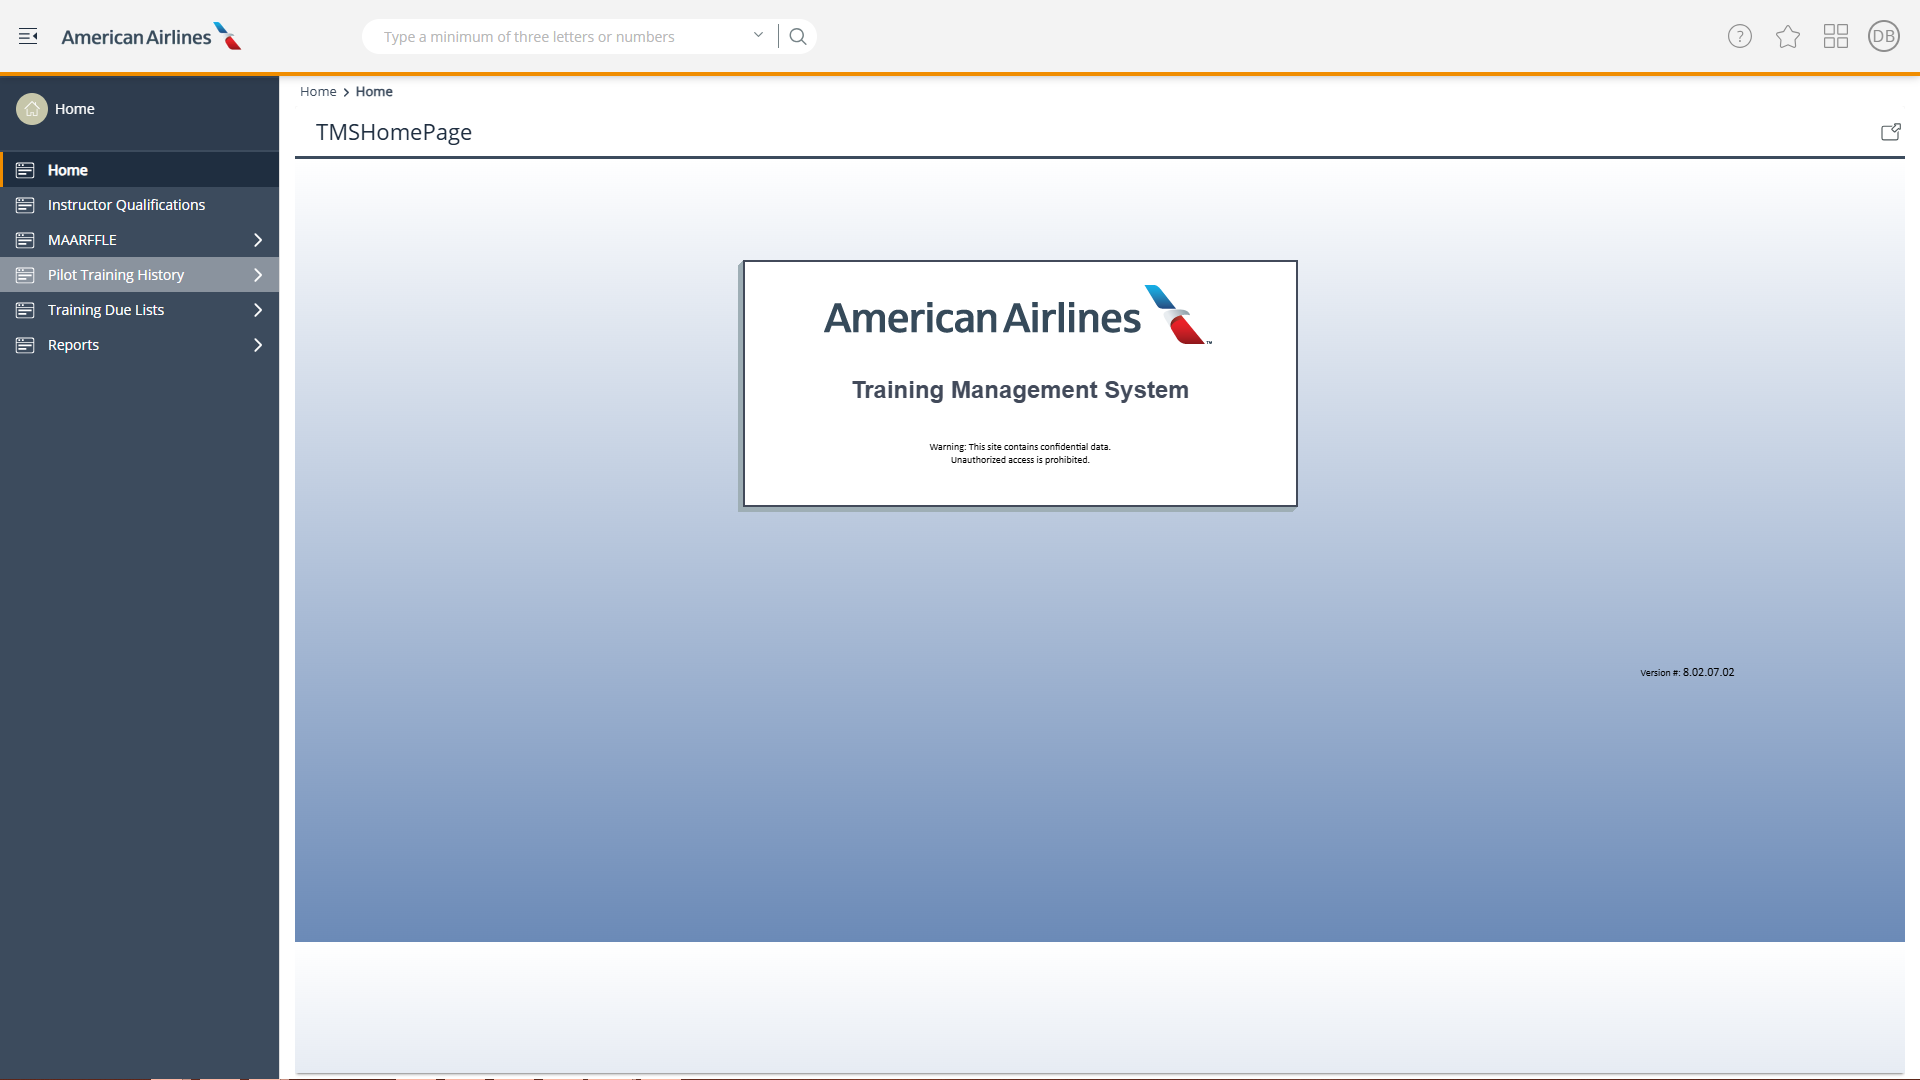 American Airlines
Type a minimum of three letters or numbers
?
DB
Home
Home
Instructor Qualifications
MAARFFLE
Pilot Training History
Training Due Lists
Reports
Home > Home
TMSHomePage
American Airlines™
Training Management System
Warning: This site contains confidential data.
Unauthorized access is prohibited.
Version #: 8.02.07.02